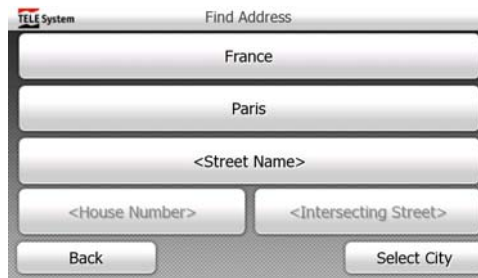 TELE System
Find Address
France
Paris
<Street Name>
<House Number> <Intersecting Street>
Back Select City